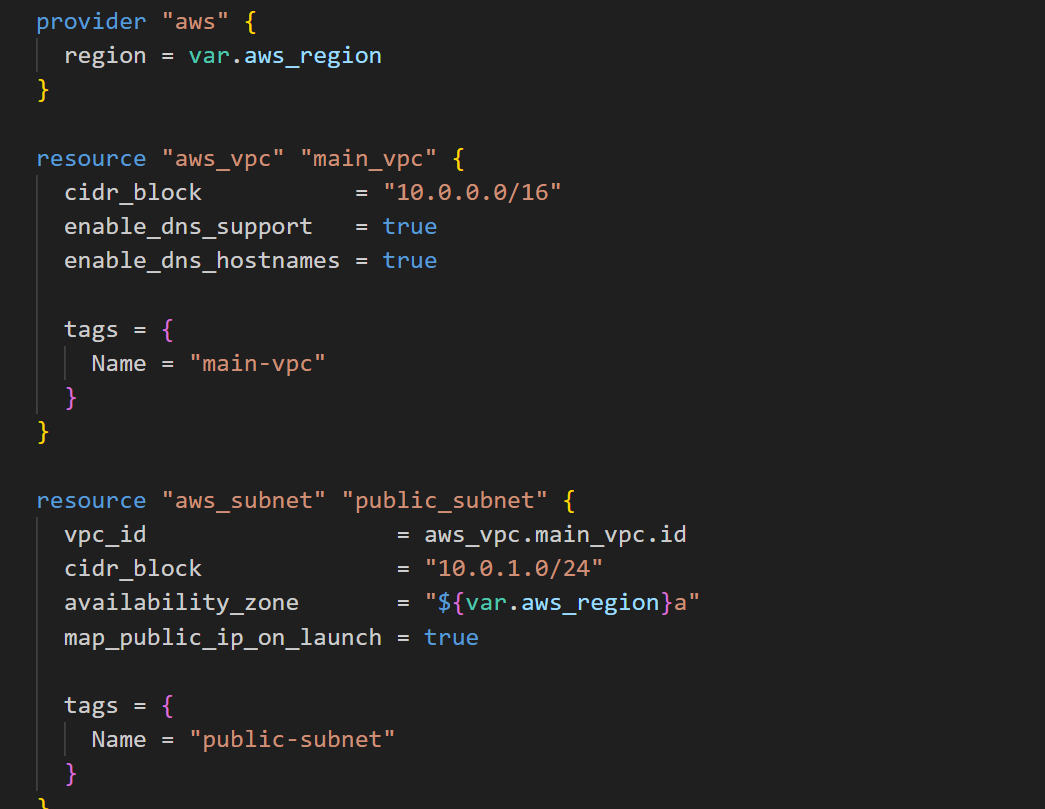 provider "aws" {
  region = var.aws_region
}

resource "aws_vpc" "main_vpc" {
  cidr_block           = "10.0.0.0/16"
  enable_dns_support   = true
  enable_dns_hostnames = true

  tags = {
    Name = "main-vpc"
  }
}

resource "aws_subnet" "public_subnet" {
  vpc_id                  = aws_vpc.main_vpc.id
  cidr_block              = "10.0.1.0/24"
  availability_zone       = "${var.aws_region}a"
  map_public_ip_on_launch = true

  tags = {
    Name = "public-subnet"
  }
}